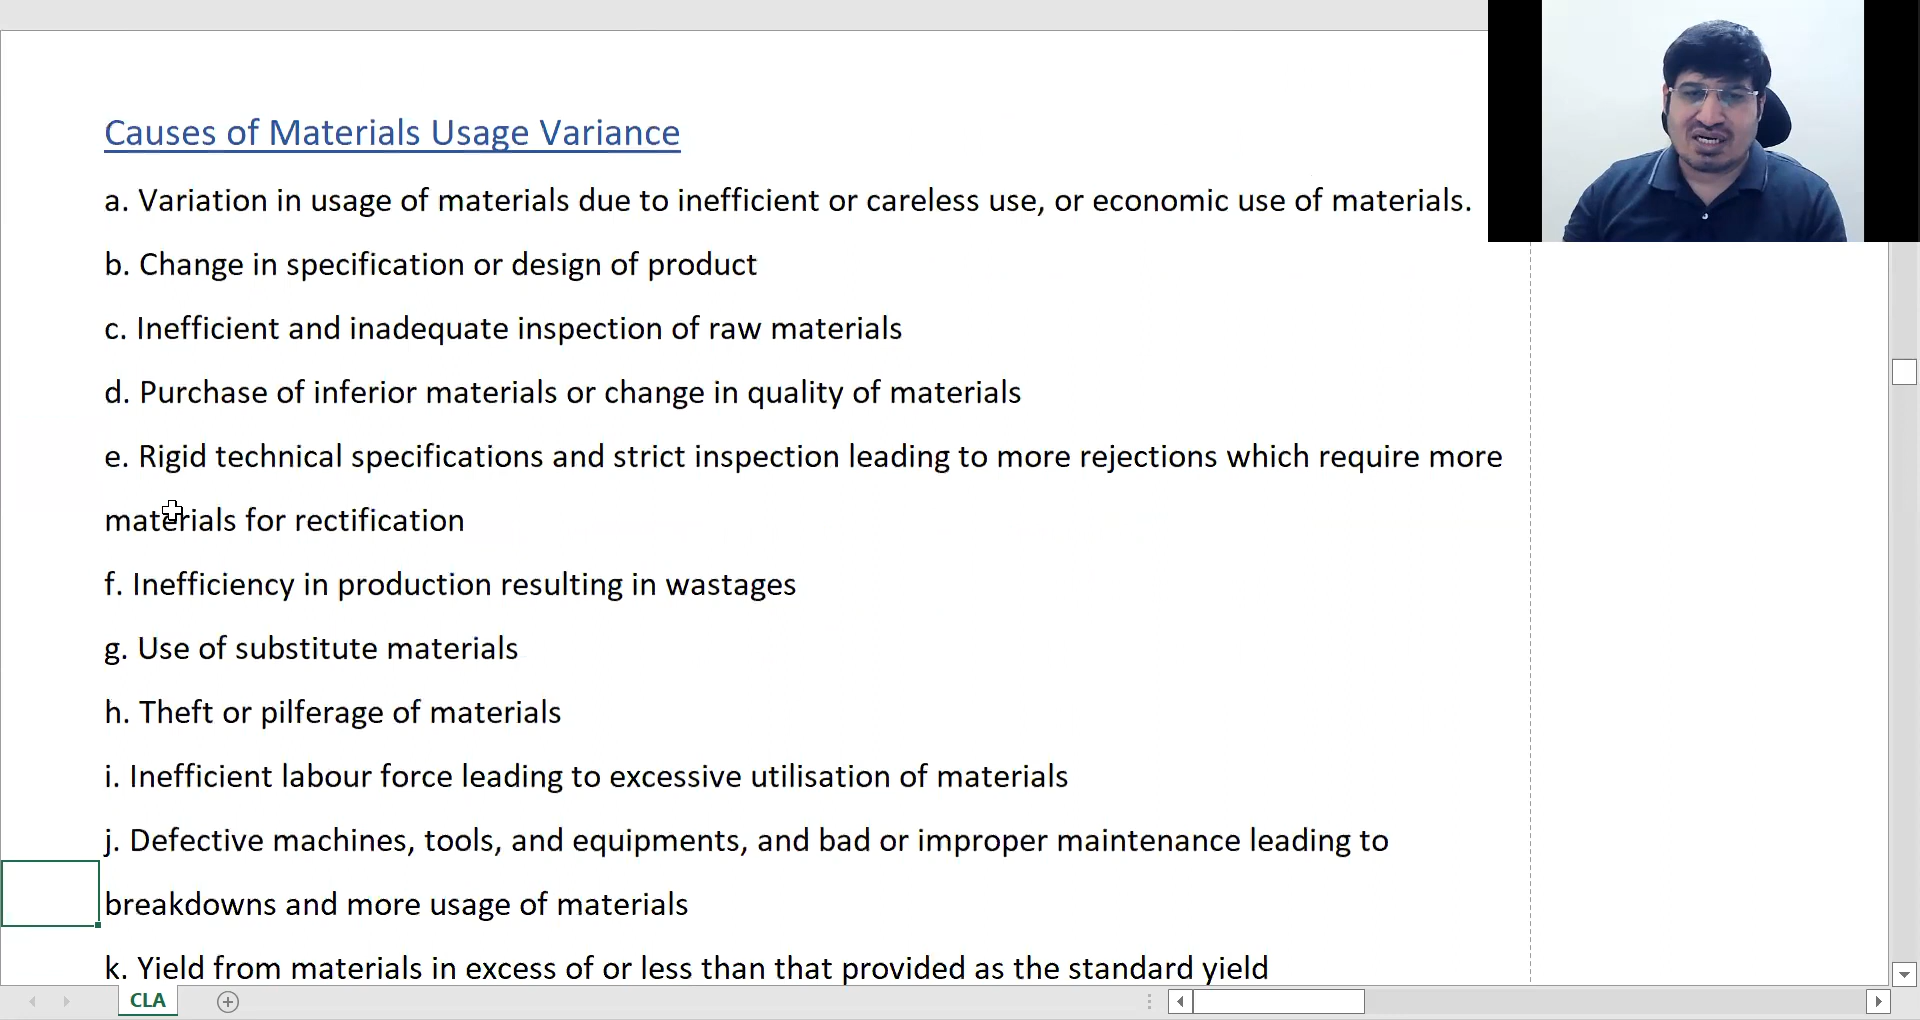 Causes of Materials Usage Variance
a. Variation in usage of materials due to inefficient or careless use, or economic use of materials.
b. Change in specification or design of product
c. Inefficient and inadequate inspection of raw materials
d. Purchase of inferior materials or change in quality of materials
e. Rigid technical specifications and strict inspection leading to more rejections which require more
materials for rectification
f. Inefficiency in production resulting in wastages
g. Use of substitute materials
h. Theft or pilferage of materials
i. Inefficient labour force leading to excessive utilisation of materials
j. Defective machines, tools, and equipments, and bad or improper maintenance leading to
breakdowns and more usage of materials
k. Yield from materials in excess of or less than that provided as the standard yield
CLA